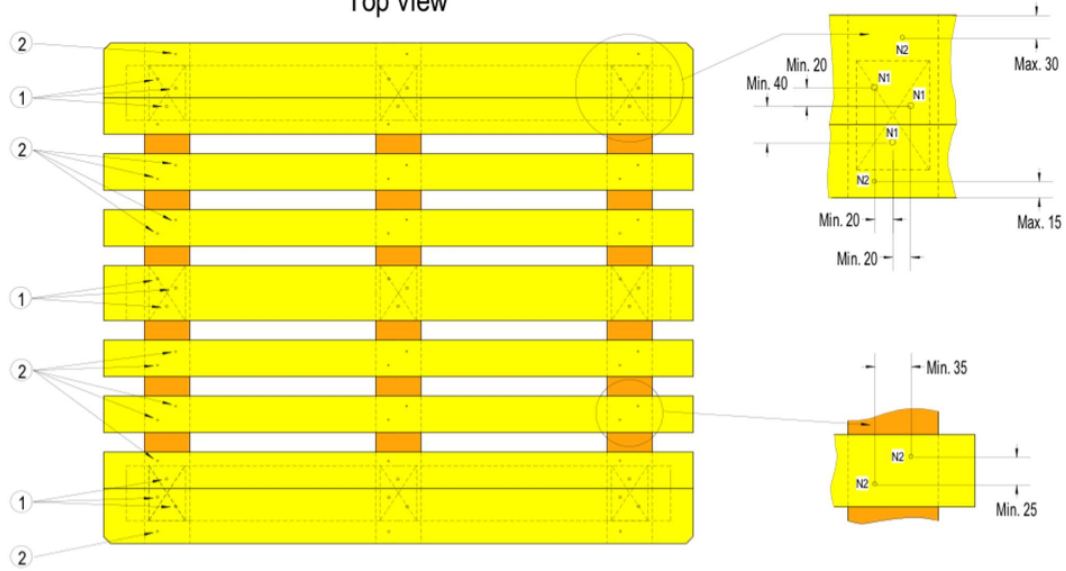 Top View
2
1
2
1
2
1
2
N2
Max. 30
Min. 20
Min. 40
N1
N1
N1
N2
Min. 20
Max. 15
Min. 20
Min. 35
N2
N2
Min. 25